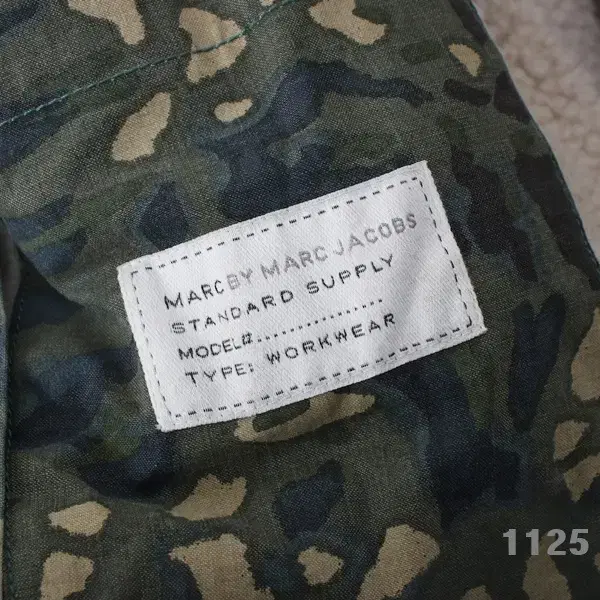 MARC BY MARC JACOBS
STANDARD SUPPLY
MODEL#..................
TYPE: WORKWEAR
1125